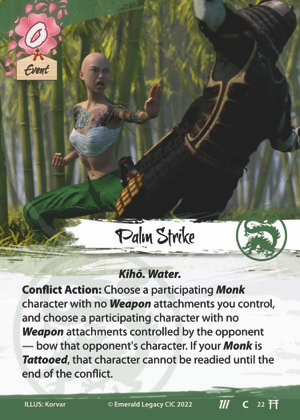 0
Event
Palm Strike
Kihō. Water.
Conflict Action: Choose a participating Monk
character with no Weapon attachments you control,
and choose a participating character with no
Weapon attachments controlled by the opponent
— bow that opponent's character. If your Monk is
Tattooed, that character cannot be readied until the
end of the conflict.
ILLUS: Korvar © Emerald Legacy CIC 2022 C 22